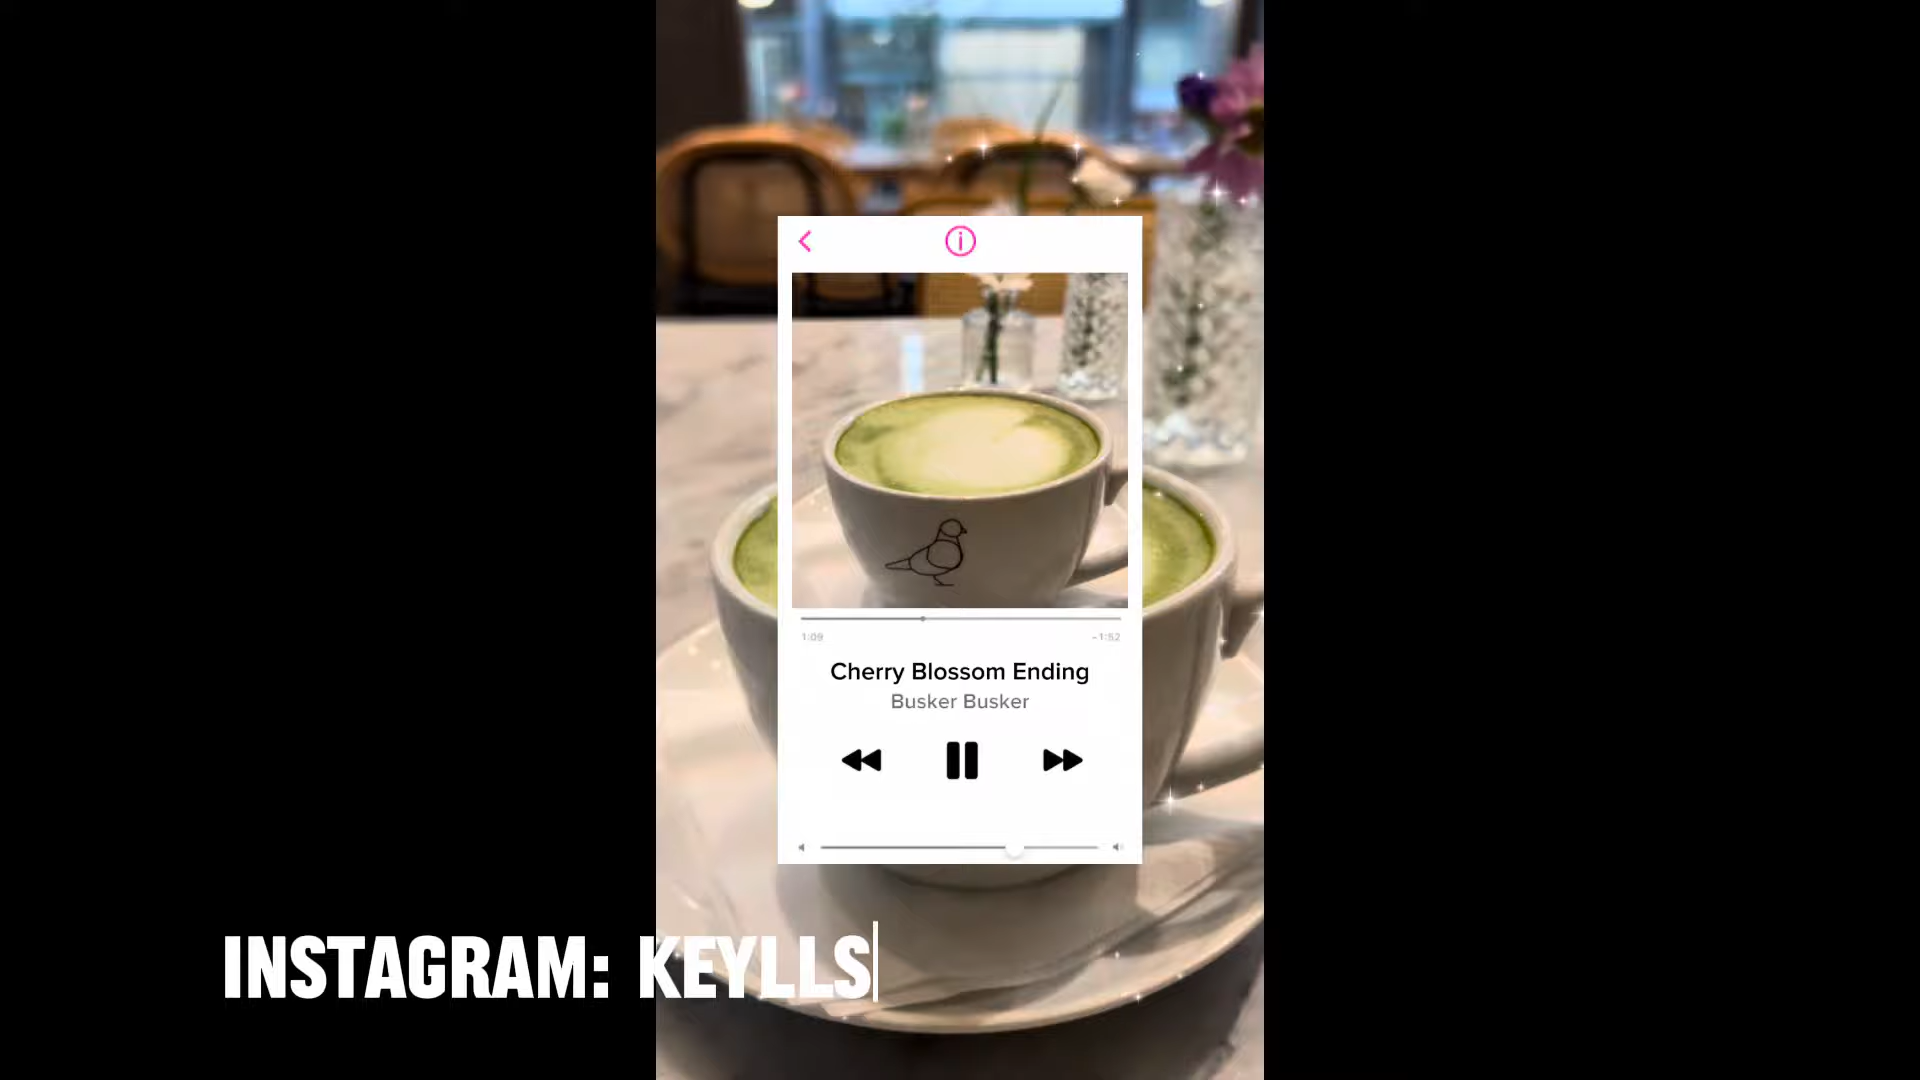 1:09 -1:52
Cherry Blossom Ending
Busker Busker
INSTAGRAM: KEYLLS